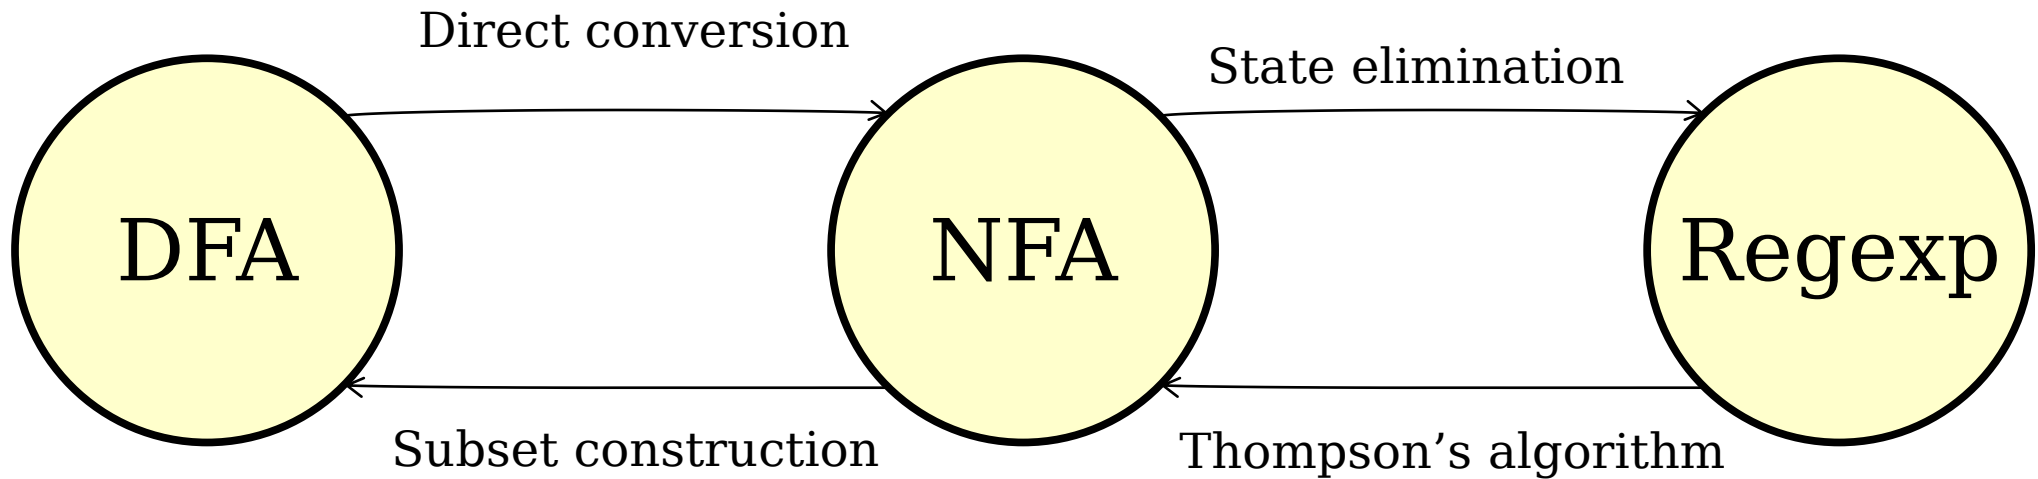 Direct conversion
State elimination
DFA
NFA
Regexp
Subset construction
Thompson’s algorithm